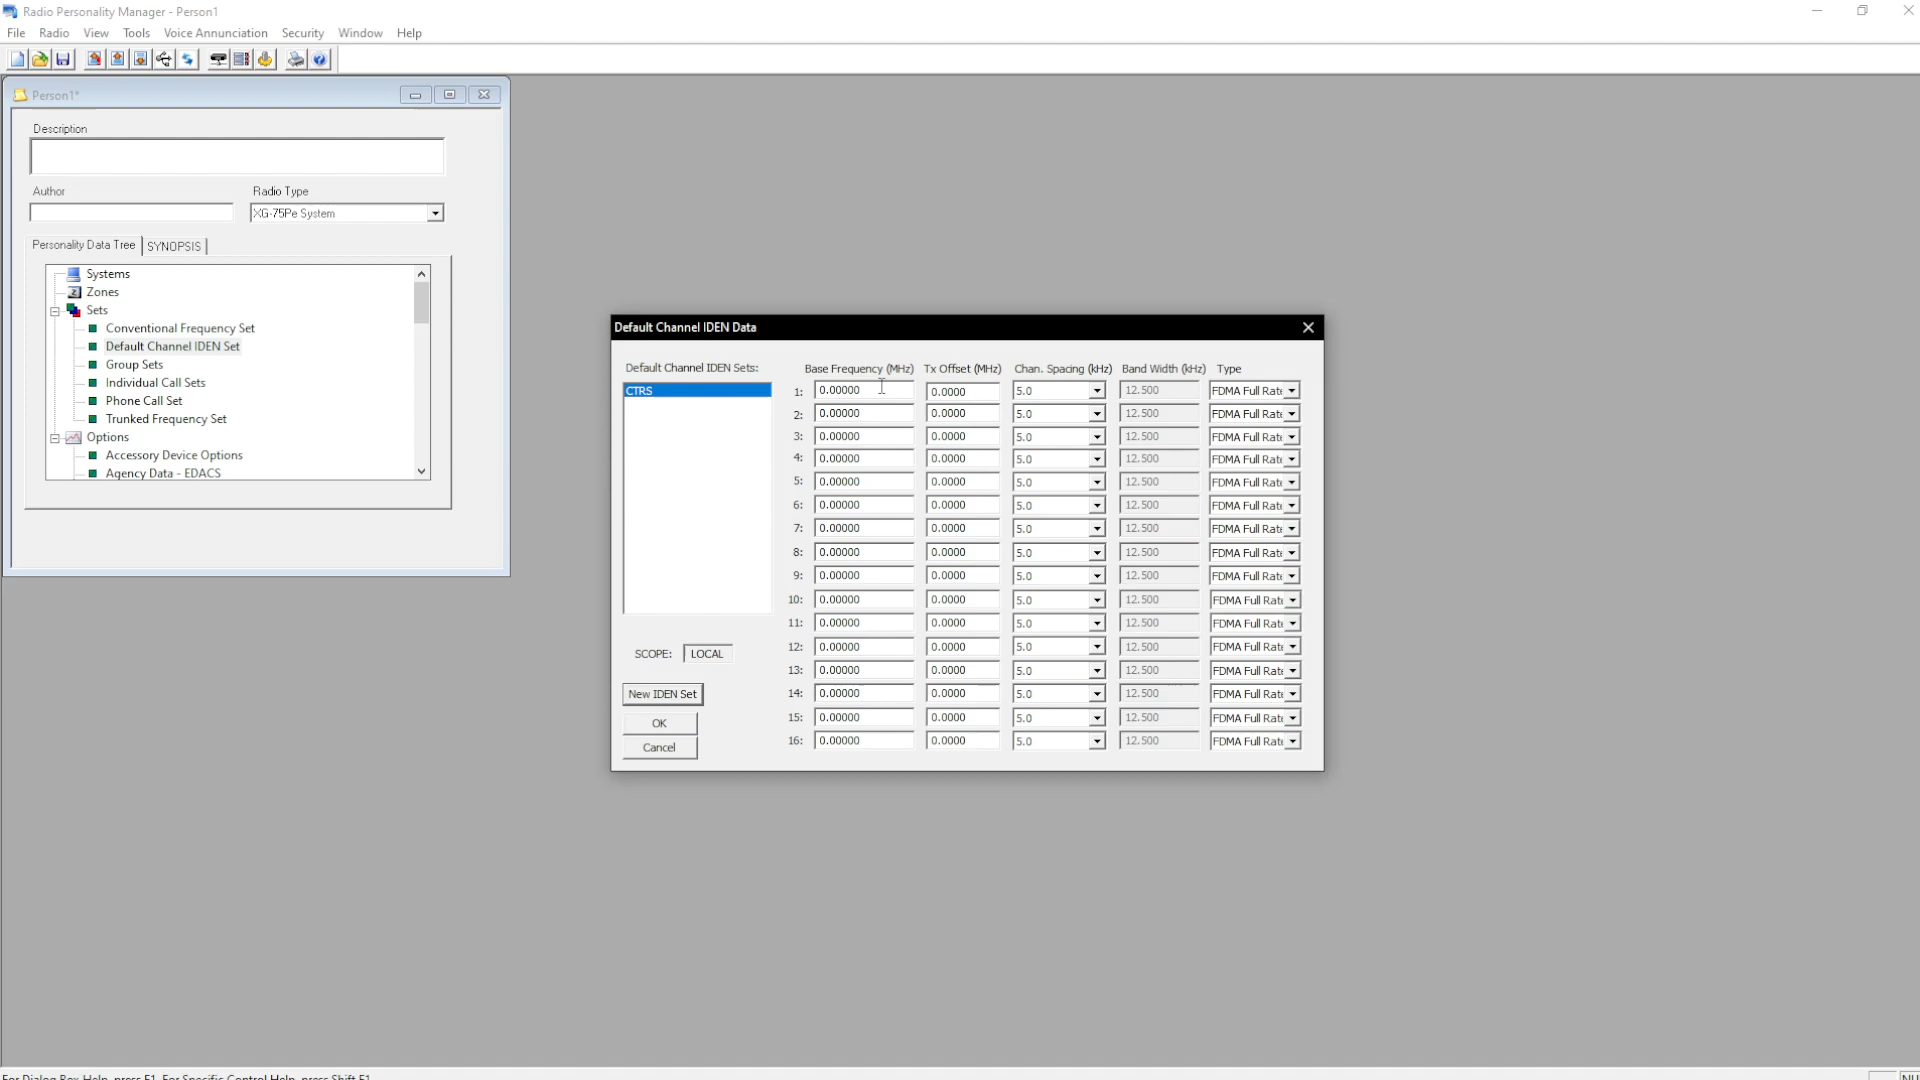 Radio Personality Manager - Person1
File Radio View Tools Voice Annunciation Security Window Help
Person1*
Description
Author Radio Type
XG-75Pe System
Personality Data Tree SYNOPSIS
Systems
Zones
Sets
Conventional Frequency Set
Default Channel IDEN Set
Group Sets
Individual Call Sets
Phone Call Set
Trunked Frequency Set
Options
Accessory Device Options
Agency Data - EDACS
Default Channel IDEN Data
Default Channel IDEN Sets: Base Frequency (MHz) Tx Offset (MHz) Chan. Spacing (kHz) Band Width (kHz) Type
CTRS
1: 0.00000 0.0000 5.0 12.500 FDMA Full Rat
2: 0.00000 0.0000 5.0 12.500 FDMA Full Rat
3: 0.00000 0.0000 5.0 12.500 FDMA Full Rat
4: 0.00000 0.0000 5.0 12.500 FDMA Full Rat
5: 0.00000 0.0000 5.0 12.500 FDMA Full Rat
6: 0.00000 0.0000 5.0 12.500 FDMA Full Rat
7: 0.00000 0.0000 5.0 12.500 FDMA Full Rat
8: 0.00000 0.0000 5.0 12.500 FDMA Full Rat
9: 0.00000 0.0000 5.0 12.500 FDMA Full Rat
10: 0.00000 0.0000 5.0 12.500 FDMA Full Rat
11: 0.00000 0.0000 5.0 12.500 FDMA Full Rat
12: 0.00000 0.0000 5.0 12.500 FDMA Full Rat
13: 0.00000 0.0000 5.0 12.500 FDMA Full Rat
14: 0.00000 0.0000 5.0 12.500 FDMA Full Rat
15: 0.00000 0.0000 5.0 12.500 FDMA Full Rat
16: 0.00000 0.0000 5.0 12.500 FDMA Full Rat
SCOPE: LOCAL
New IDEN Set
OK
Cancel
For Dialog Box Help, press F1. For Specific Control Help, press Shift F1
NU